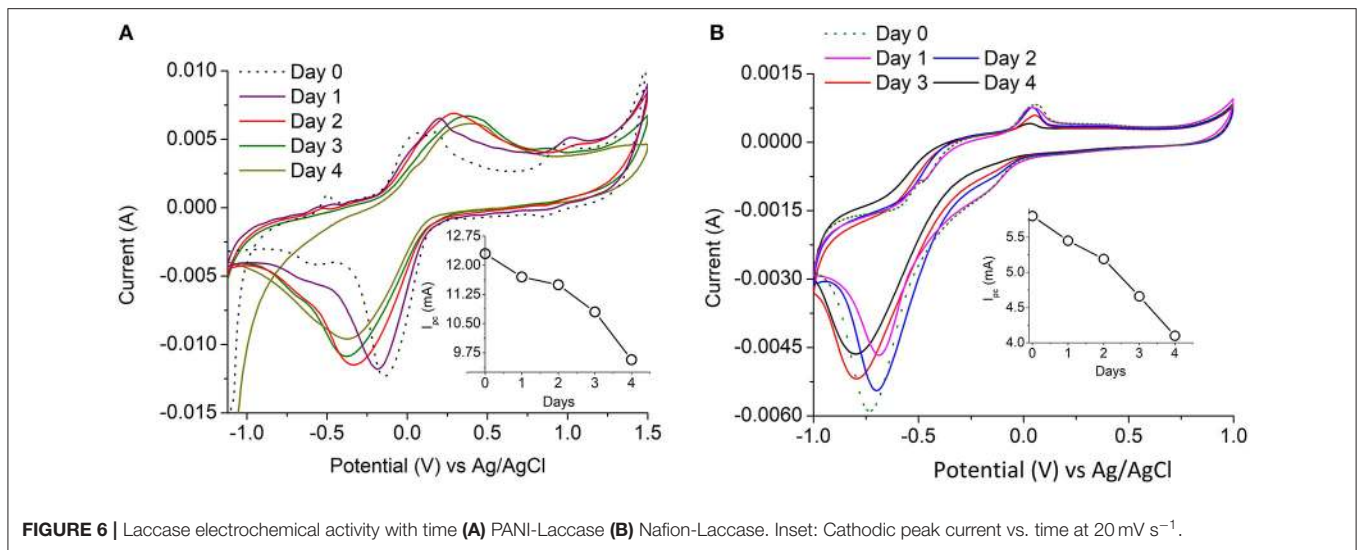 A
Day 0
Day 1
Day 2
Day 3
Day 4
0.010
0.005
0.000
-0.005
-0.010
-0.015
Current (A)
-1.0 -0.5 0.0 0.5 1.0 1.5
Potential (V) vs Ag/AgCl
12.75
12.00
11.25
10.50
9.75
Ipc (mA)
0 1 2 3 4
Days
B
Day 0
Day 1 Day 2
Day 3 Day 4
0.0015
0.0000
-0.0015
-0.0030
-0.0045
-0.0060
Current (A)
-1.0 -0.5 0.0 0.5 1.0
Potential (V) vs Ag/AgCl
5.5
5.0
4.5
4.0
Ipc (mA)
0 1 2 3 4
Days
FIGURE 6 | Laccase electrochemical activity with time (A) PANI-Laccase (B) Nafion-Laccase. Inset: Cathodic peak current vs. time at 20 mV s⁻¹.